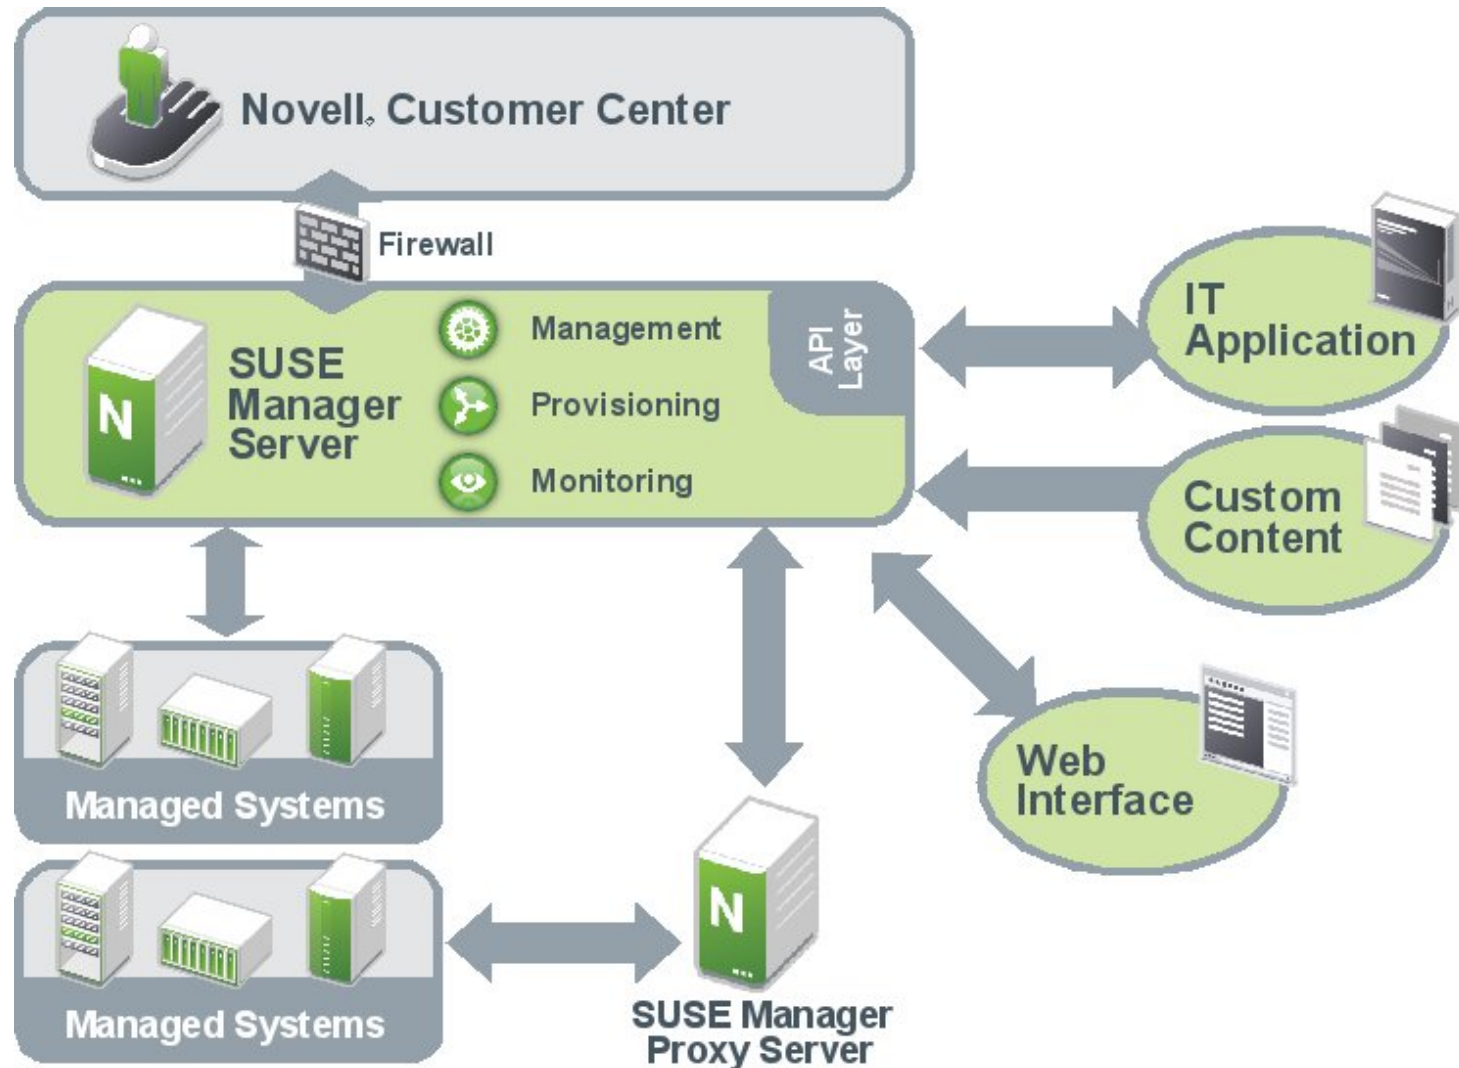 Novell® Customer Center
Firewall
SUSE
Manager
Server
N
Management
Provisioning
Monitoring
API
Layer
IT
Application
Custom
Content
Web
Interface
Managed Systems
Managed Systems
N
SUSE Manager
Proxy Server